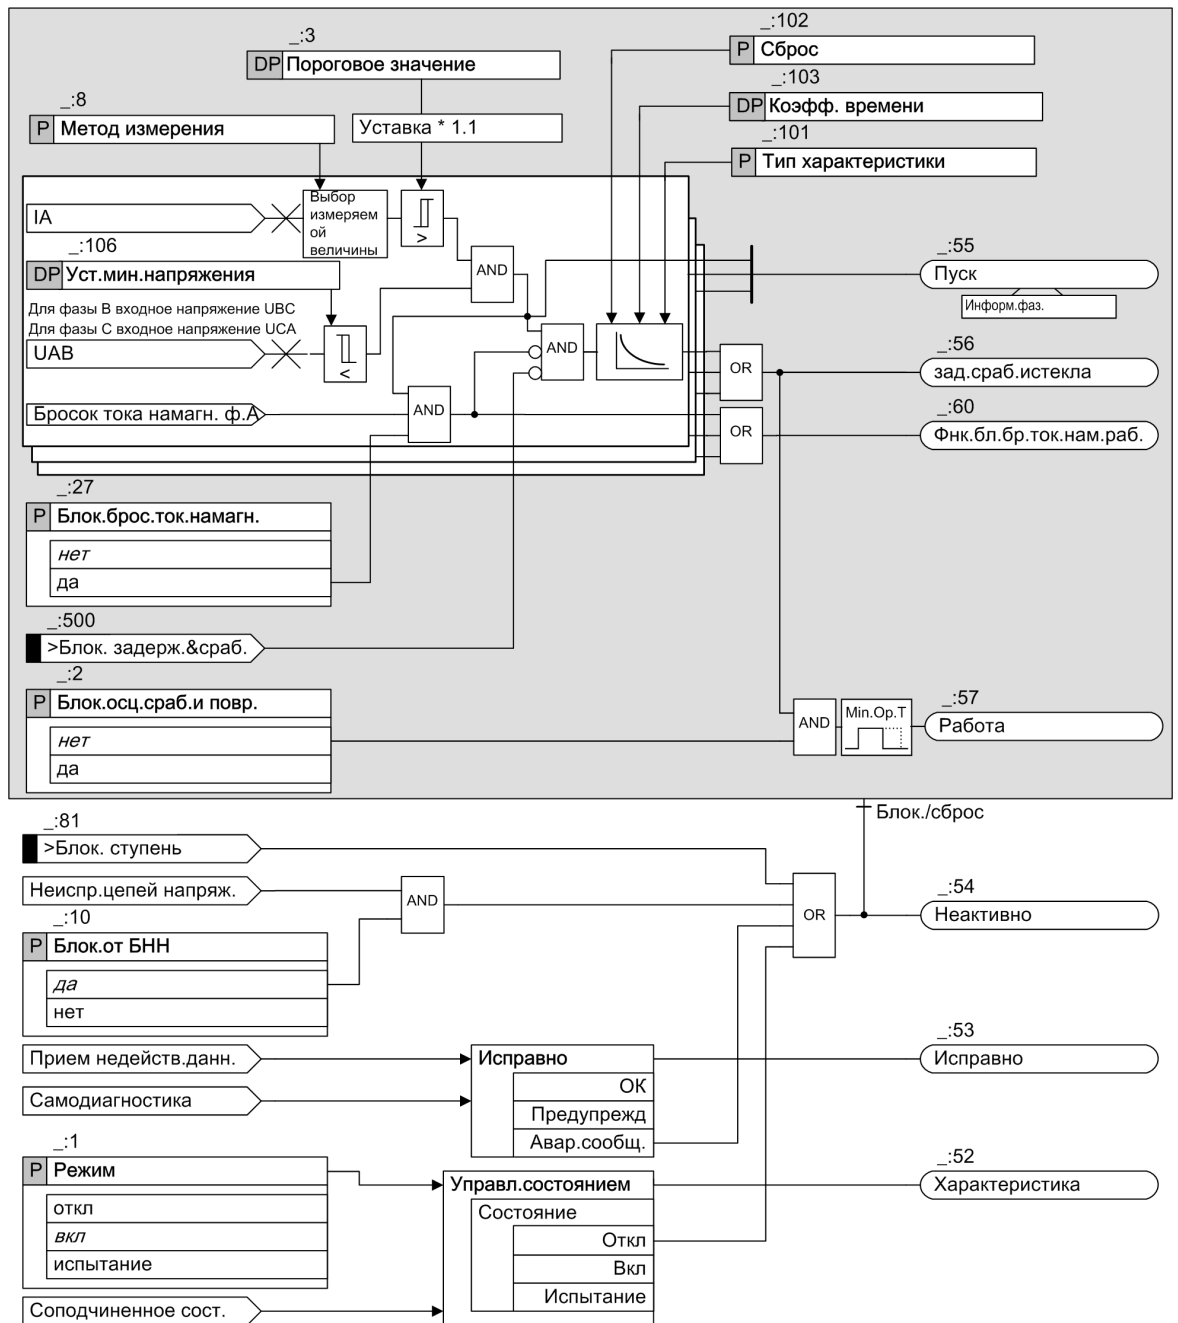 _:102
P Сброс
_:3
DP Пороговое значение
_:103
DP Коэфф. времени
_:8
P Метод измерения
Уставка * 1.1
_:101
P Тип характеристики
IA
Выбор
измеряем
ой
величины
>
_:106
DP Уст.мин.напряжения
AND
_:55
Пуск
Информ.фаз.
Для фазы B входное напряжение UBC
Для фазы C входное напряжение UCA
UAB
<
AND
OR
_:56
зад.сраб.истекла
Бросок тока намагн. ф.А
AND
OR
_:60
Фнк.бл.бр.ток.нам.раб.
_:27
P Блок.брос.ток.намагн.
нет
да
_:500
>Блок. задерж.&сраб.
_:2
P Блок.осц.сраб.и повр.
нет
да
AND
Min.Op.T
_:57
Работа
Блок./сброс
_:81
>Блок. ступень
Неиспр.цепей напряж.
AND
OR
_:54
Неактивно
_:10
P Блок.от БНН
да
нет
Прием недейств.данн.
Самодиагностика
Исправно
ОК
Предупрежд
Авар.сообщ.
_:53
Исправно
_:1
P Режим
откл
вкл
испытание
Соподчиненное сост.
Управл.состоянием
Состояние
Откл
Вкл
Испытание
_:52
Характеристика